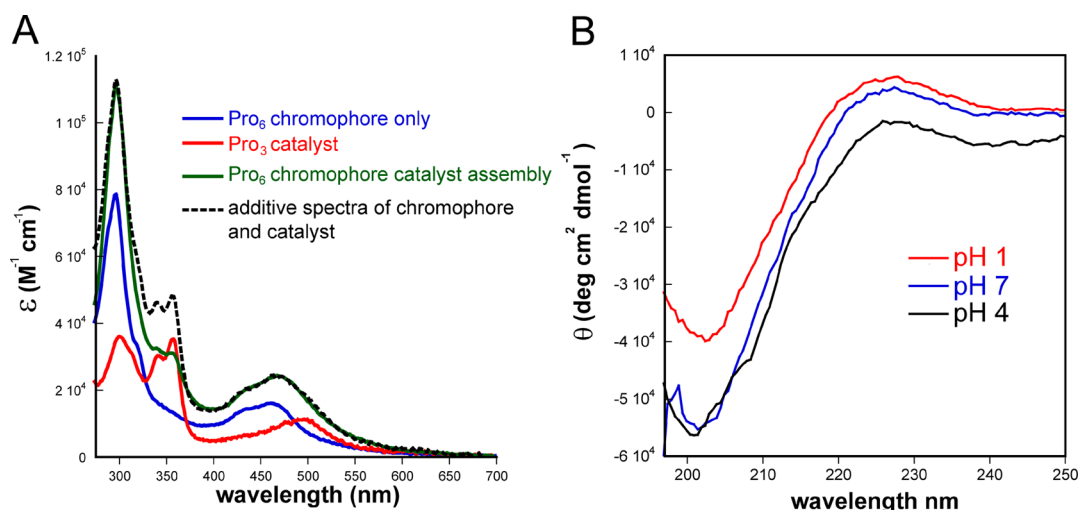 A
1.2 10⁵
1 10⁵
8 10⁴
6 10⁴
4 10⁴
2 10⁴
0
ε (M⁻¹ cm⁻¹)
Pro₆ chromophore only
Pro₃ catalyst
Pro₆ chromophore catalyst assembly
additive spectra of chromophore
and catalyst
300 350 400 450 500 550 600 650 700
wavelength (nm)
B
1 10⁴
0
-1 10⁴
-2 10⁴
-3 10⁴
-4 10⁴
-5 10⁴
-6 10⁴
θ (deg cm² dmol⁻¹)
pH 1
pH 7
pH 4
200 210 220 230 240 250
wavelength nm